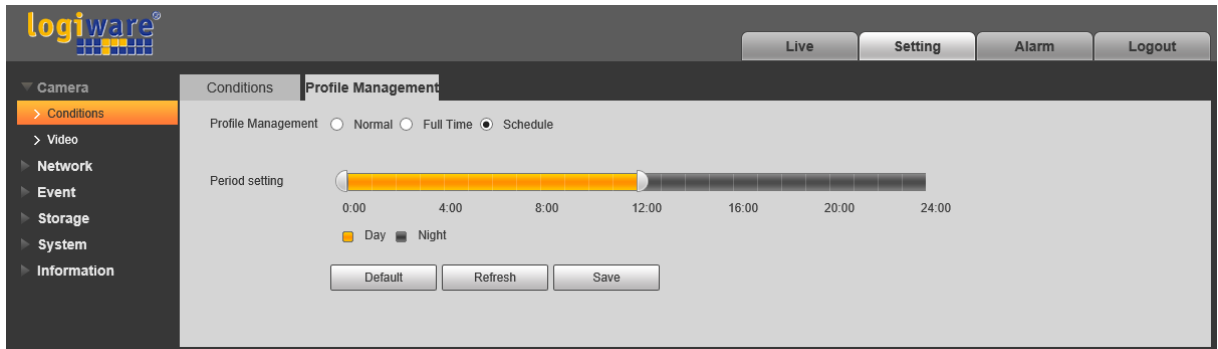 logiware®
Live Setting Alarm Logout
Camera
Conditions
Video
Network
Event
Storage
System
Information
Conditions Profile Management
Profile Management Normal Full Time Schedule
Period setting
0:00 4:00 8:00 12:00 16:00 20:00 24:00
Day Night
Default Refresh Save